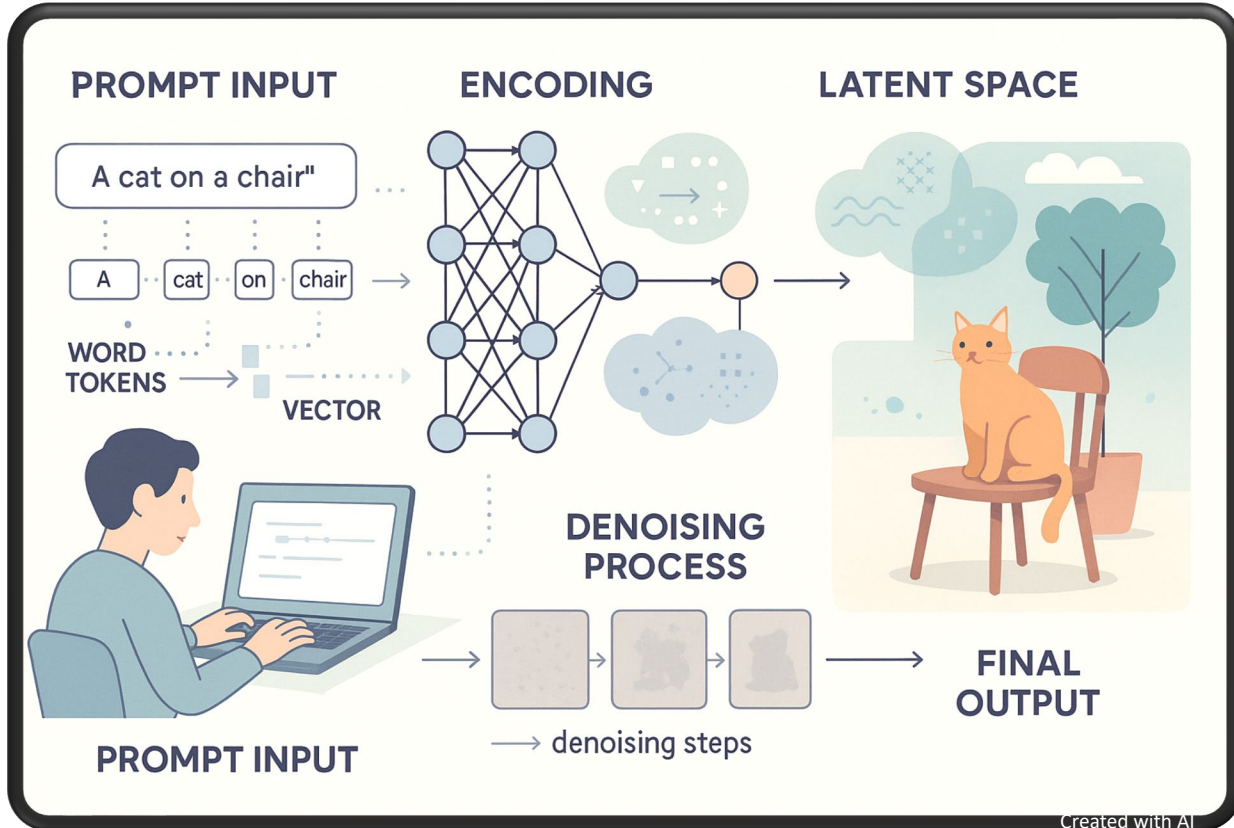 PROMPT INPUT
ENCODING
LATENT SPACE
A cat on a chair"
A
cat
on
chair
WORD
TOKENS
VECTOR
DENOISING
PROCESS
denoising steps
FINAL
OUTPUT
PROMPT INPUT
Created with AI